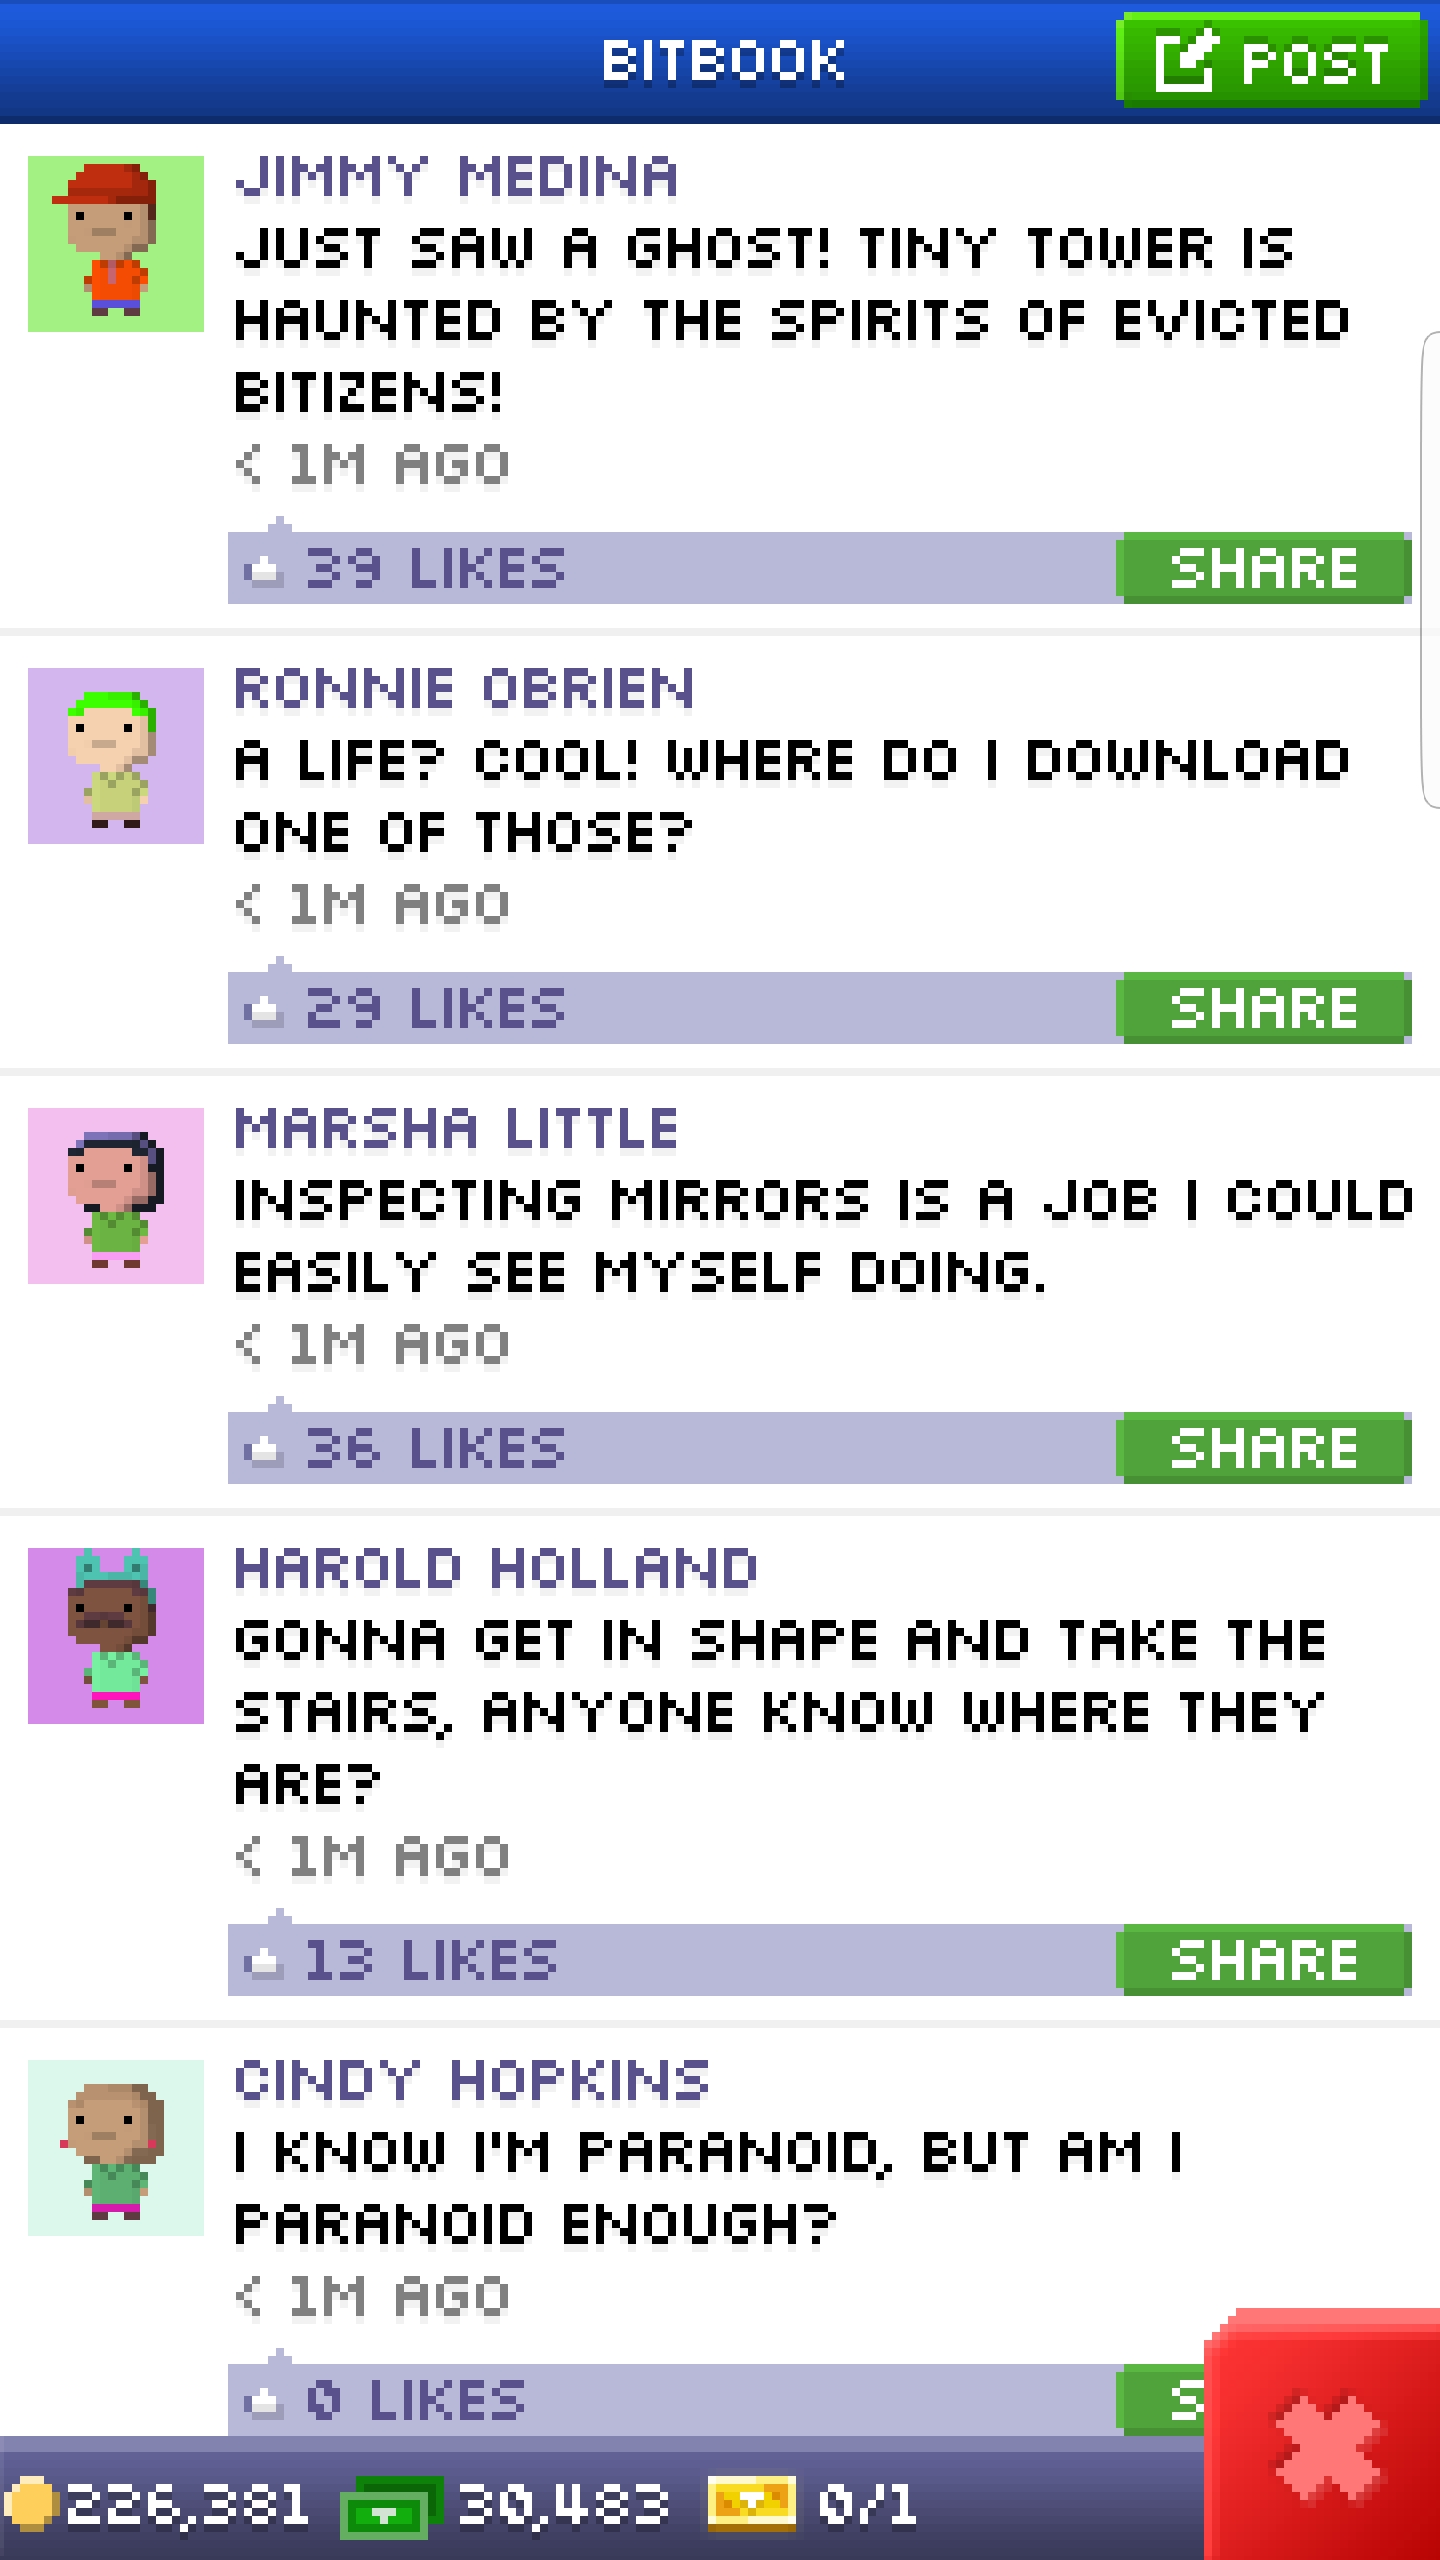 BITBOOK
POST
JIMMY MEDINA
JUST SAW A GHOST! TINY TOWER IS
HAUNTED BY THE SPIRITS OF EVICTED
BITIZENS!
< 1M AGO
39 LIKES
SHARE
RONNIE OBRIEN
A LIFE? COOL! WHERE DO I DOWNLOAD
ONE OF THOSE?
< 1M AGO
29 LIKES
SHARE
MARSHA LITTLE
INSPECTING MIRRORS IS A JOB I COULD
EASILY SEE MYSELF DOING.
< 1M AGO
36 LIKES
SHARE
HAROLD HOLLAND
GONNA GET IN SHAPE AND TAKE THE
STAIRS, ANYONE KNOW WHERE THEY
ARE?
< 1M AGO
13 LIKES
SHARE
CINDY HOPKINS
I KNOW I'M PARANOID, BUT AM I
PARANOID ENOUGH?
< 1M AGO
0 LIKES
S
226,381 30,483 0/1